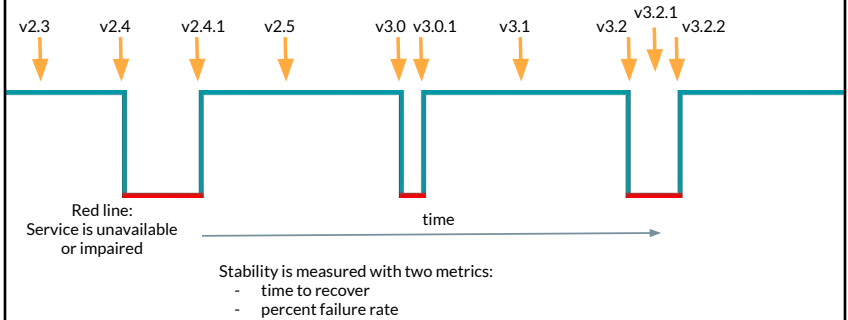 v2.3
v2.4
v2.4.1
v2.5
v3.0
v3.0.1
v3.1
v3.2
v3.2.1
v3.2.2
Red line:
Service is unavailable
or impaired
time
Stability is measured with two metrics:
- time to recover
- percent failure rate